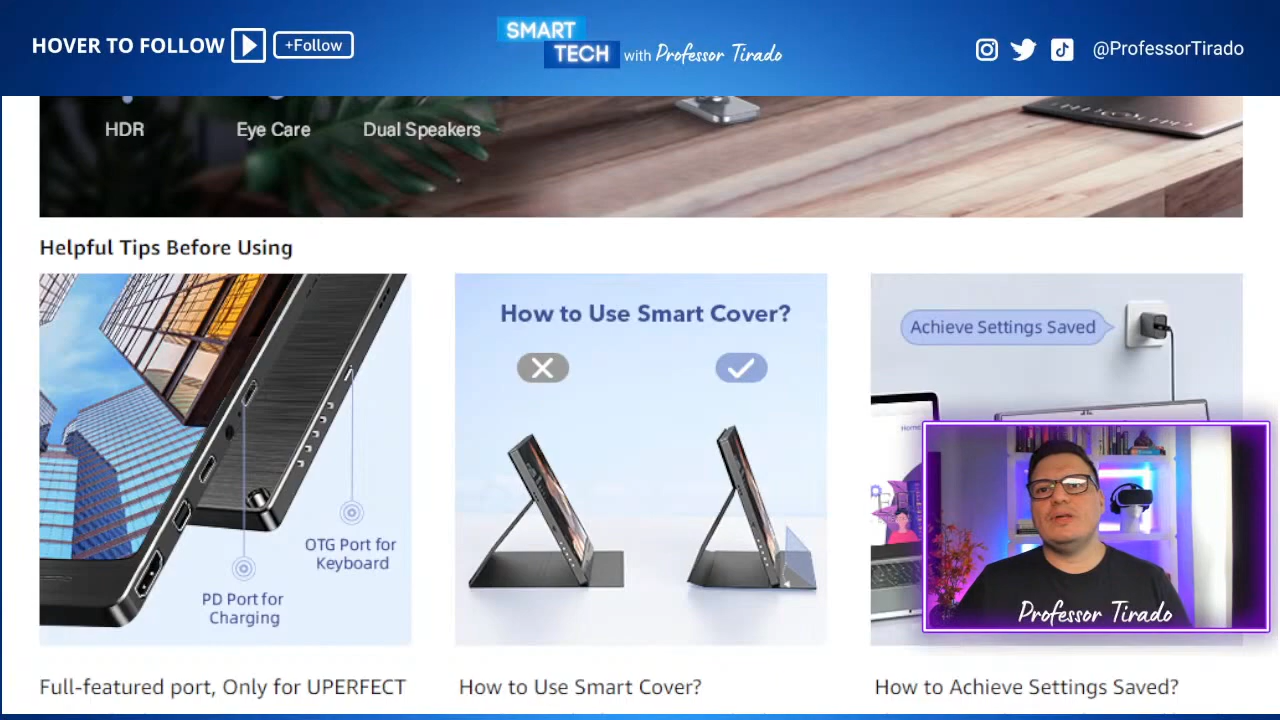 HOVER TO FOLLOW
+Follow
SMART
TECH with Professor Tirado
@ProfessorTirado
HDR
Eye Care
Dual Speakers
Helpful Tips Before Using
OTG Port for
Keyboard
PD Port for
Charging
How to Use Smart Cover?
Achieve Settings Saved
Home
Professor Tirado
Full-featured port, Only for UPERFECT
How to Use Smart Cover?
How to Achieve Settings Saved?